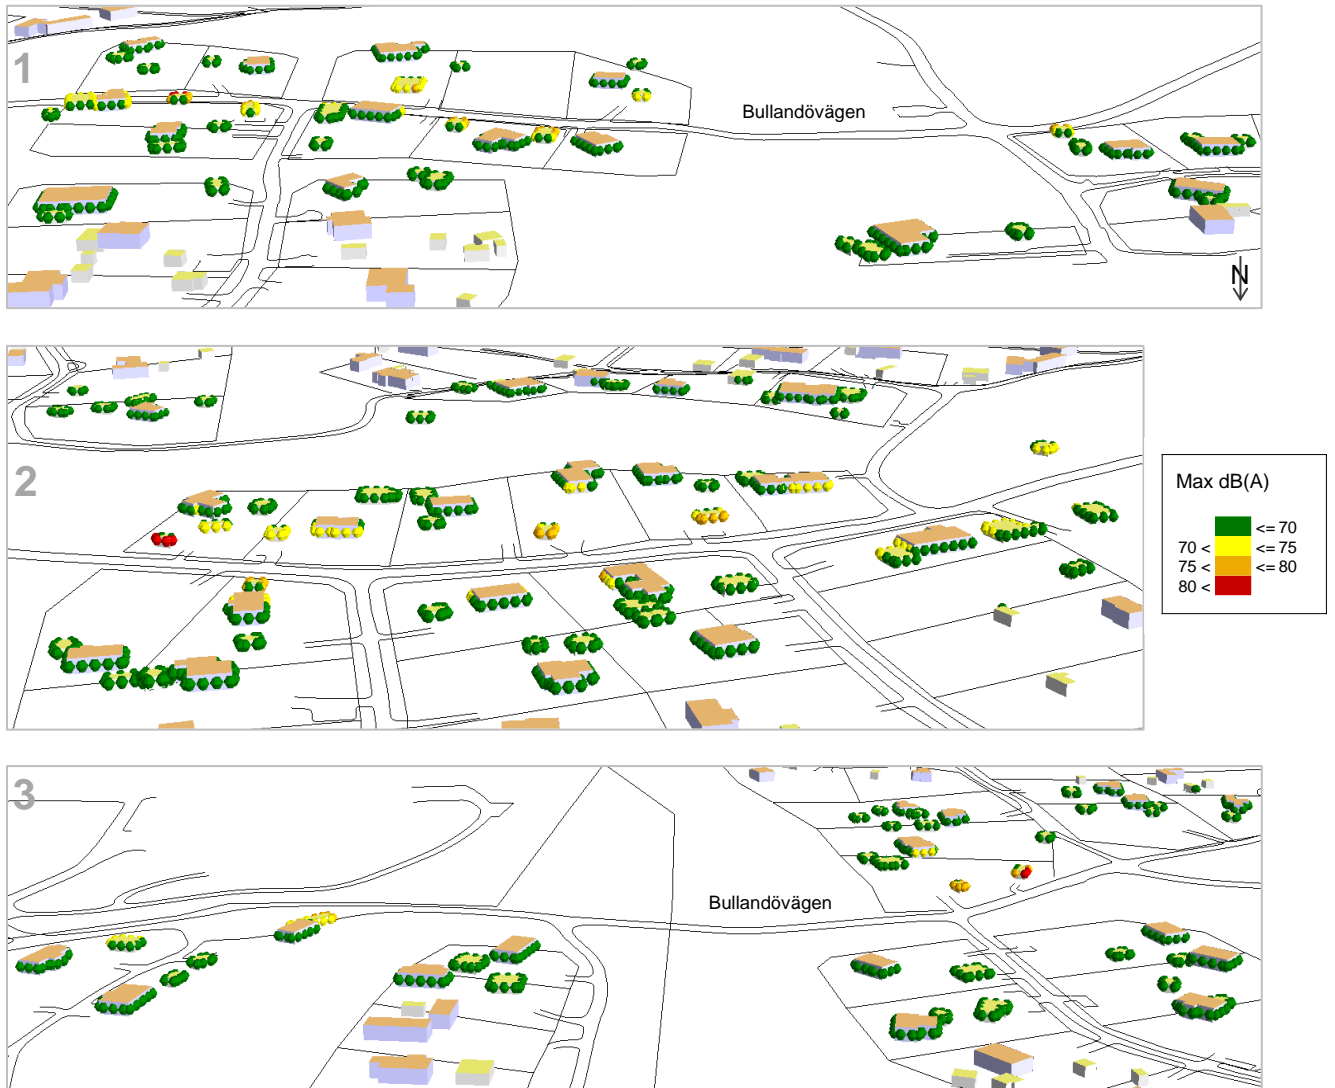 1
Bullandövägen
N
2
Max dB(A)
<= 70
70 < <= 75
75 < <= 80
80 <
3
Bullandövägen